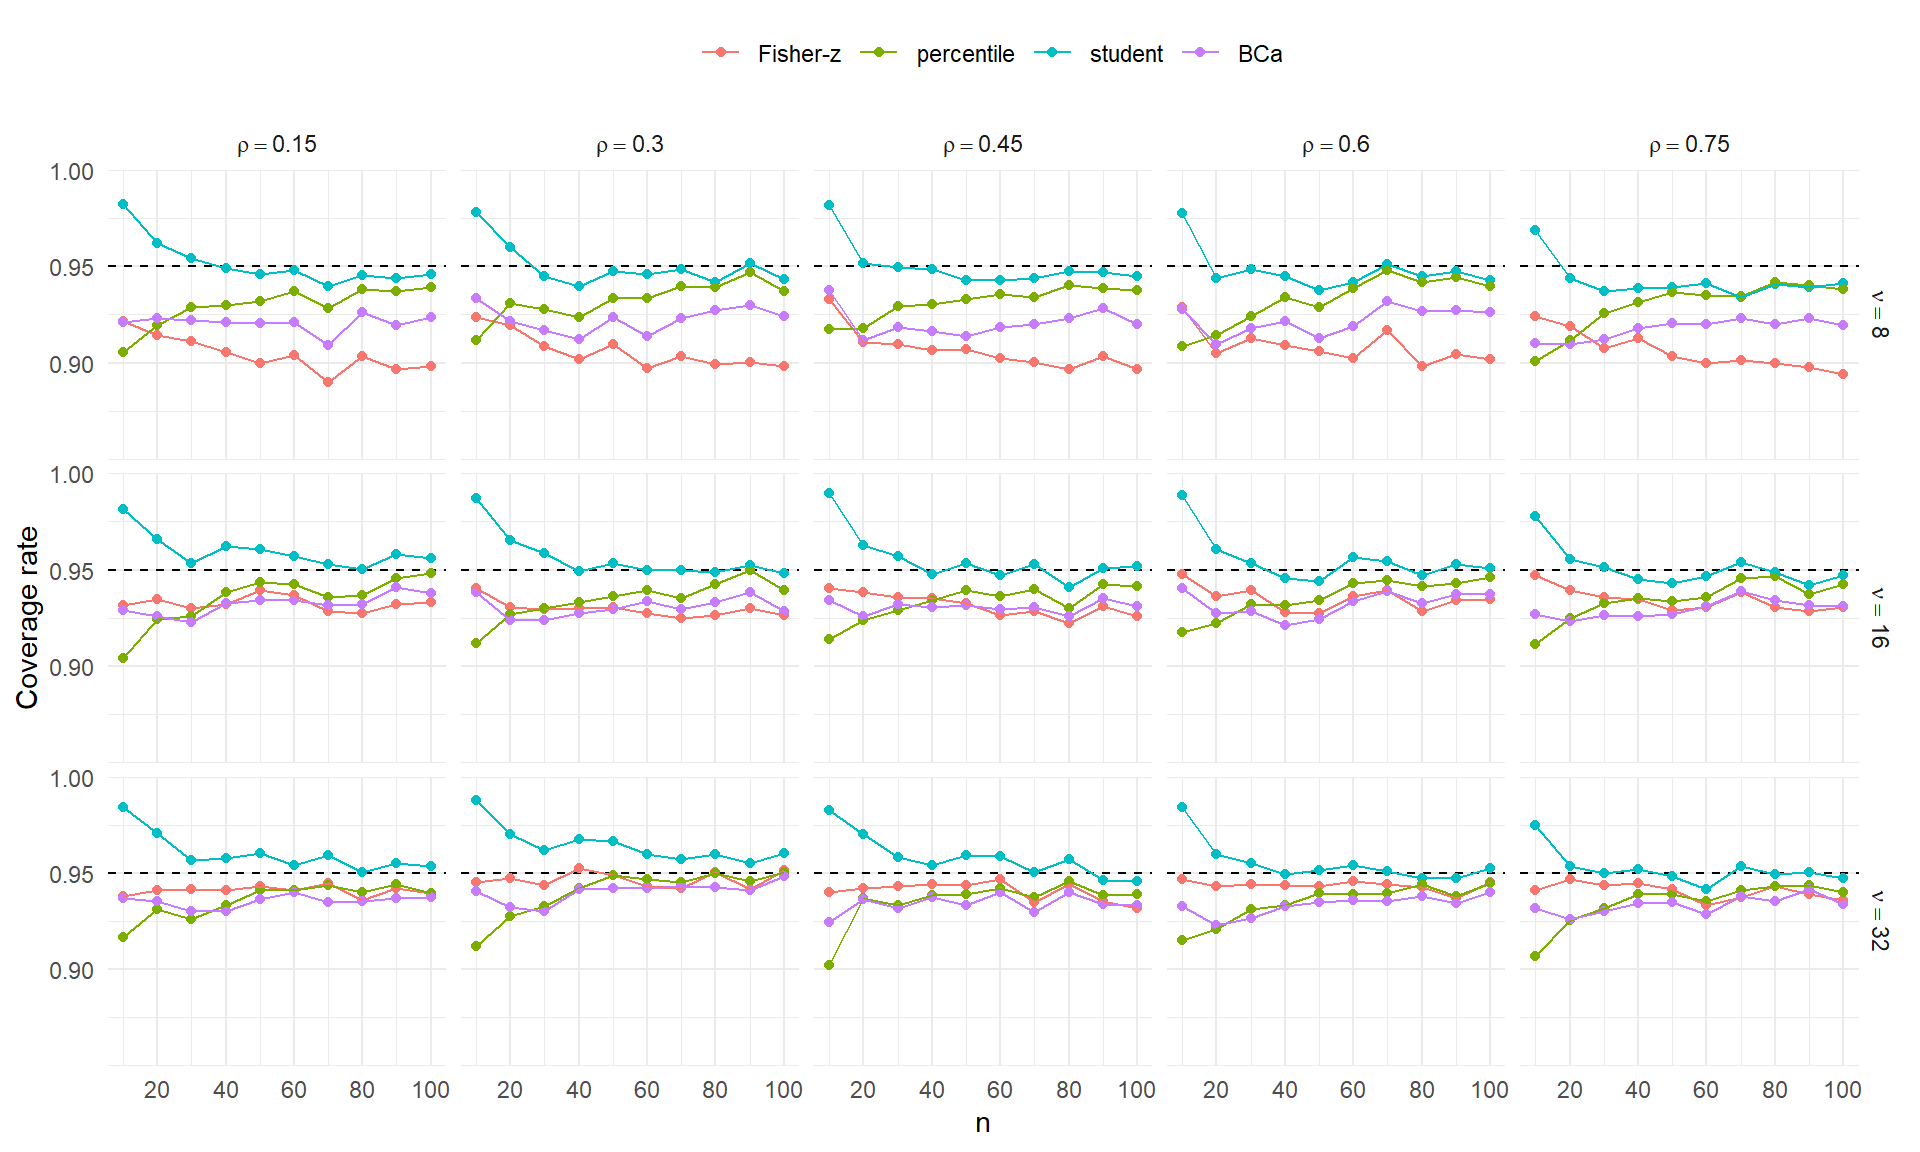 Fisher-z percentile student BCa
ρ = 0.15 ρ = 0.3 ρ = 0.45 ρ = 0.6 ρ = 0.75
1.00
0.95
0.90
ν = 8
1.00
0.95
0.90
ν = 16
1.00
0.95
0.90
ν = 32
Coverage rate
20 40 60 80 100 20 40 60 80 100 20 40 60 80 100 20 40 60 80 100 20 40 60 80 100
n